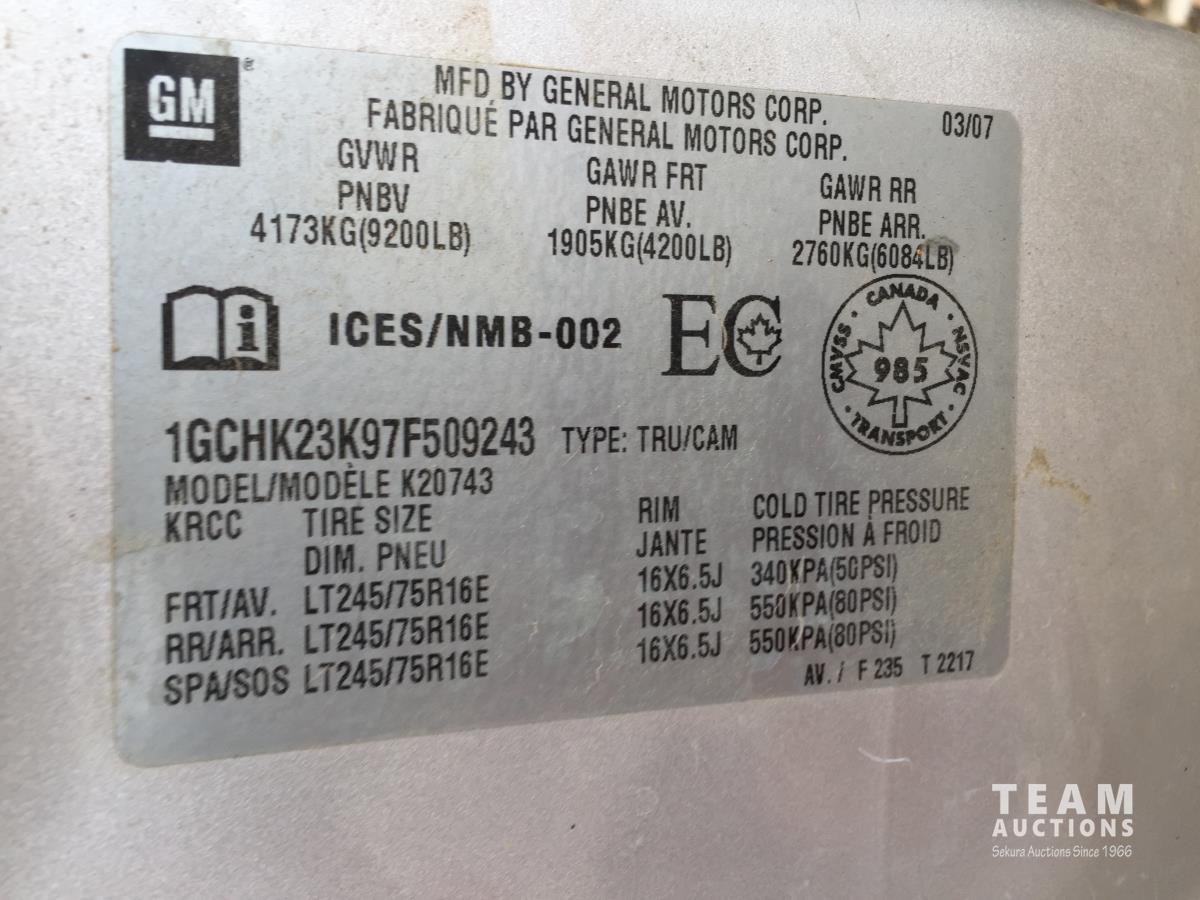 GM ®
MFD BY GENERAL MOTORS CORP. 03/07
FABRIQUÉ PAR GENERAL MOTORS CORP.
GVWR GAWR FRT GAWR RR
PNBV PNBE AV. PNBE ARR.
4173KG(9200LB) 1905KG(4200LB) 2760KG(6084LB)
i ICES/NMB-002 EC
CANADA
CMVSS 985 NSVAC
TRANSPORT
1GCHK23K97F509243 TYPE: TRU/CAM
MODEL/MODÈLE K20743
KRCC TIRE SIZE RIM COLD TIRE PRESSURE
DIM. PNEU JANTE PRESSION À FROID
FRT/AV. LT245/75R16E 16X6.5J 340KPA(50PSI)
RR/ARR. LT245/75R16E 16X6.5J 550KPA(80PSI)
SPA/SOS LT245/75R16E 16X6.5J 550KPA(80PSI)
AV. / F 235 T 2217
TEAM
AUCTIONS
Sekura Auctions Since 1966